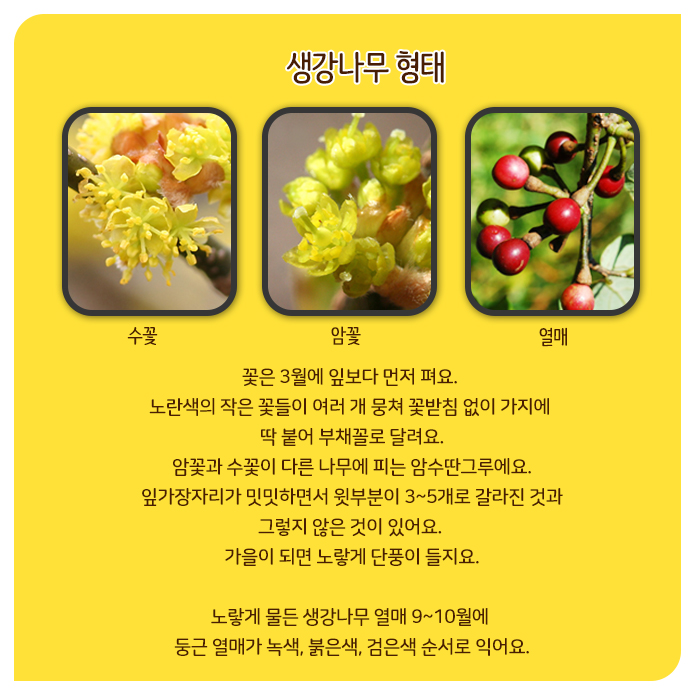 생강나무 형태
수꽃
암꽃
열매
꽃은 3월에 잎보다 먼저 펴요.
노란색의 작은 꽃들이 여러 개 뭉쳐 꽃받침 없이 가지에
딱 붙어 부채꼴로 달려요.
암꽃과 수꽃이 다른 나무에 피는 암수딴그루에요.
잎가장자리가 밋밋하면서 윗부분이 3~5개로 갈라진 것과
그렇지 않은 것이 있어요.
가을이 되면 노랗게 단풍이 들지요.
노랗게 물든 생강나무 열매 9~10월에
둥근 열매가 녹색, 붉은색, 검은색 순서로 익어요.